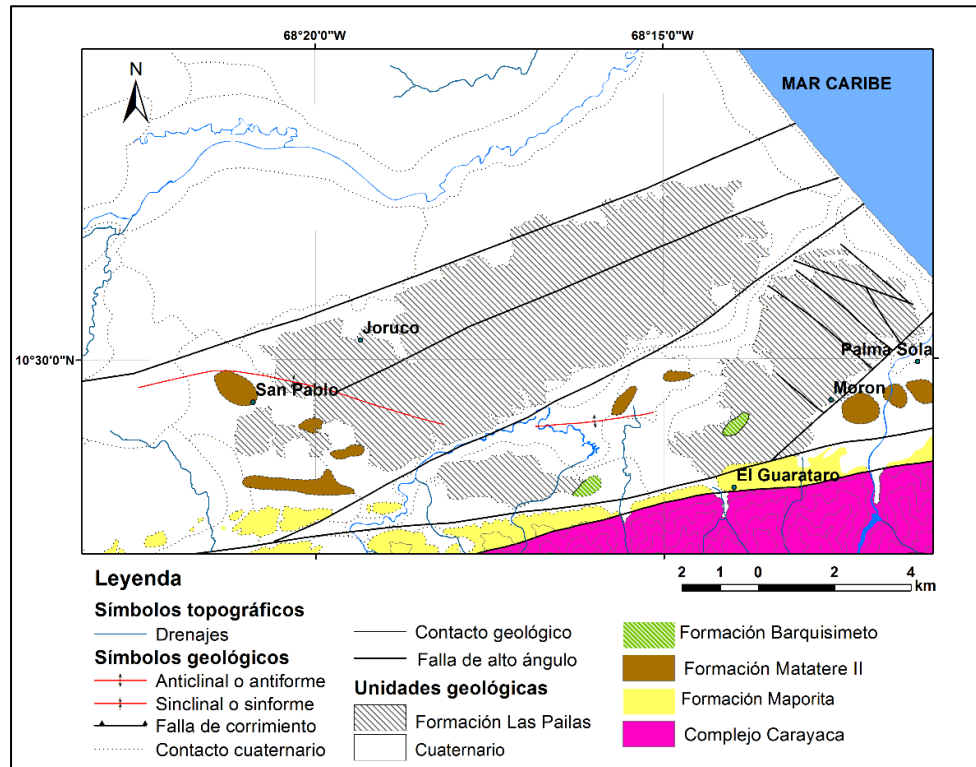 68°20'0"W 68°15'0"W
N
MAR CARIBE
Joruco
10°30'0"N
Palma Sola
San Pablo
Moron
El Guarataro
Leyenda
2 1 0 2 4
km
Símbolos topográficos
Drenajes
Símbolos geológicos
Anticlinal o antiforme
Sinclinal o sinforme
Falla de corrimiento
Contacto cuaternario
Contacto geológico
Falla de alto ángulo
Unidades geológicas
Formación Las Pailas
Cuaternario
Formación Barquisimeto
Formación Matatere II
Formación Maporita
Complejo Carayaca